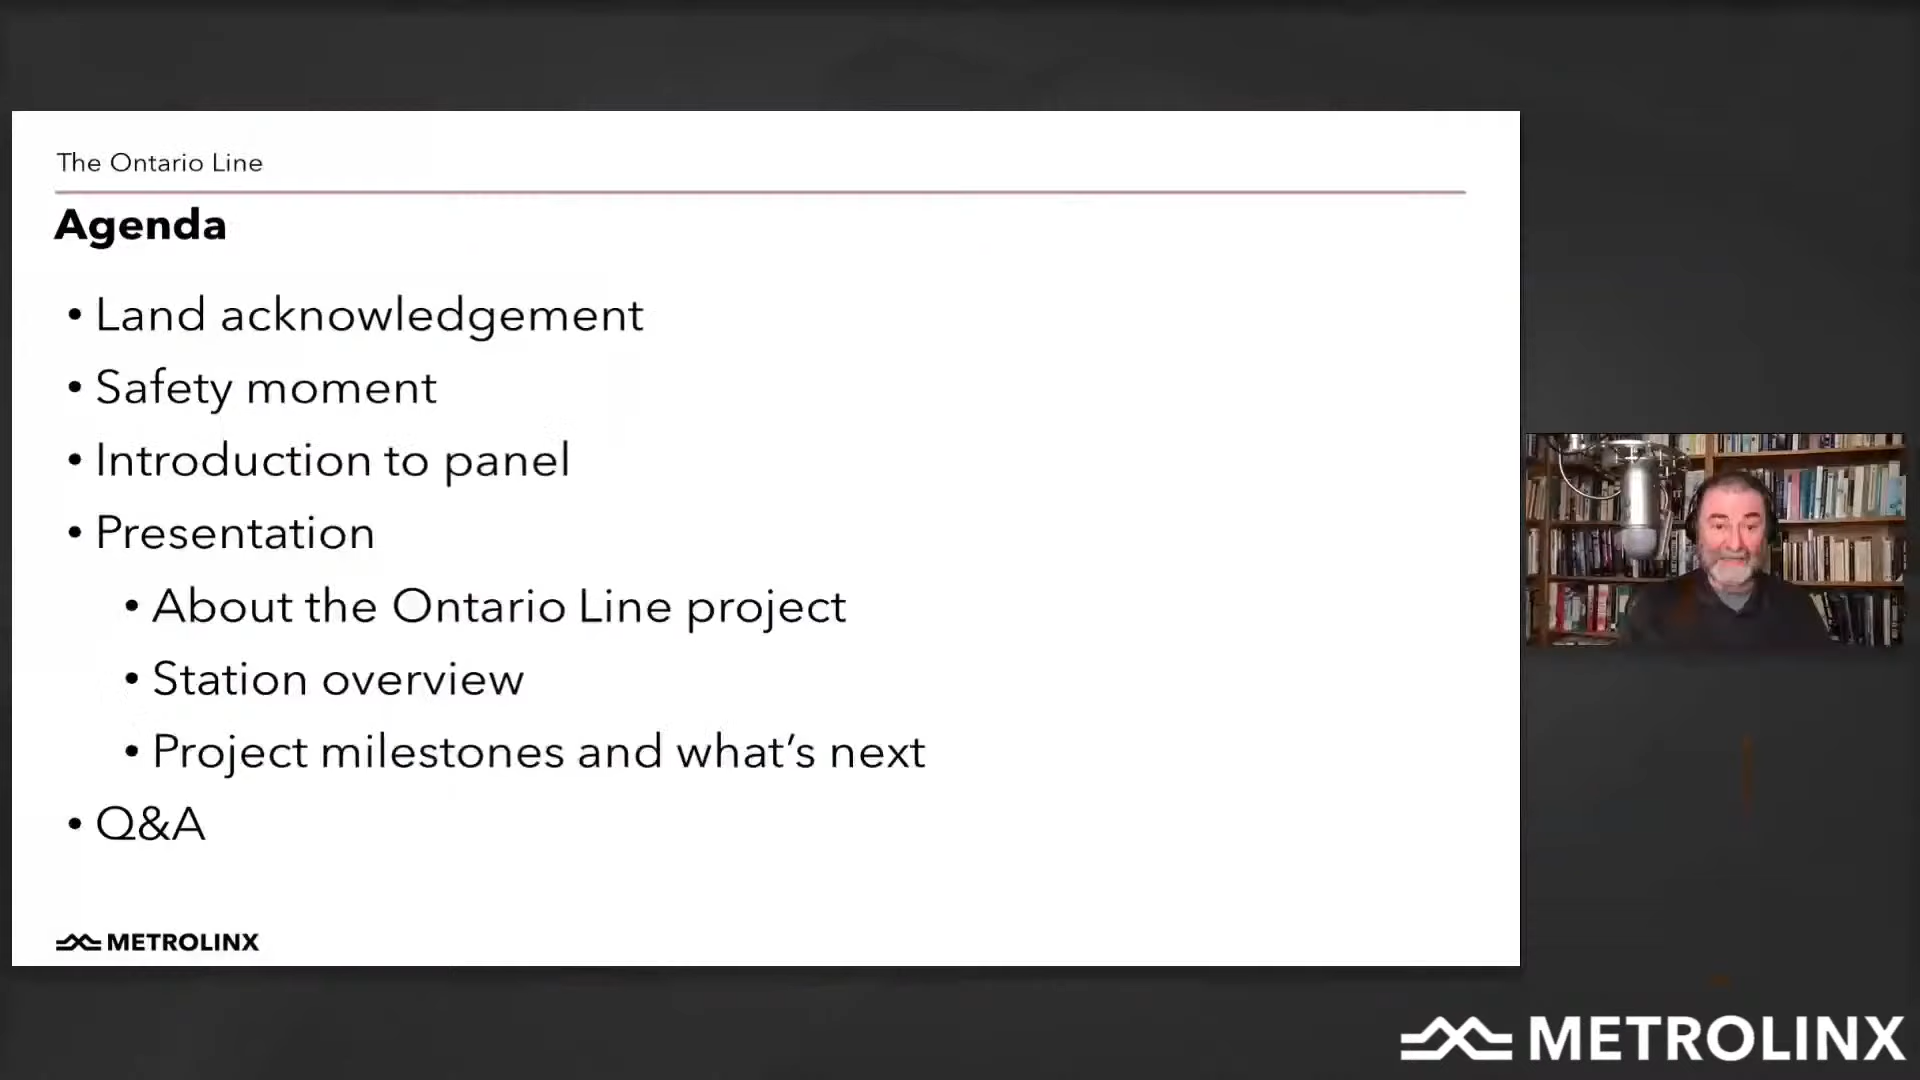 The Ontario Line
Agenda
• Land acknowledgement
• Safety moment
• Introduction to panel
• Presentation
• About the Ontario Line project
• Station overview
• Project milestones and what’s next
• Q&A
METROLINX
METROLINX